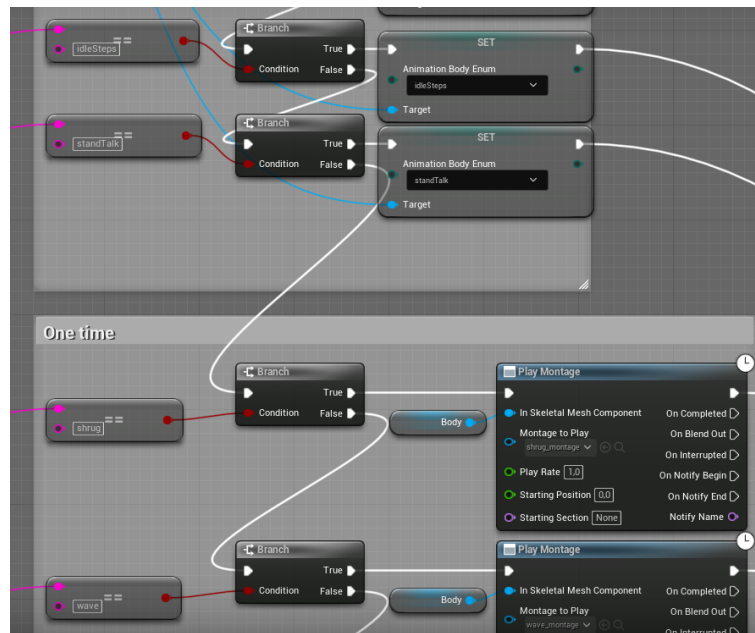 Branch
True
Condition False
==
idleSteps
SET
Animation Body Enum
idleSteps
Target
Branch
True
Condition False
==
standTalk
SET
Animation Body Enum
standTalk
Target
One time
Branch
True
Condition False
==
shrug
Body
Play Montage
In Skeletal Mesh Component On Completed
Montage to Play On Blend Out
shrug_montage On Interrupted
Play Rate 1,0 On Notify Begin
Starting Position 0,0 On Notify End
Starting Section None Notify Name
Branch
True
Condition False
==
wave
Body
Play Montage
In Skeletal Mesh Component On Completed
Montage to Play On Blend Out
wave_montage On Interrupted